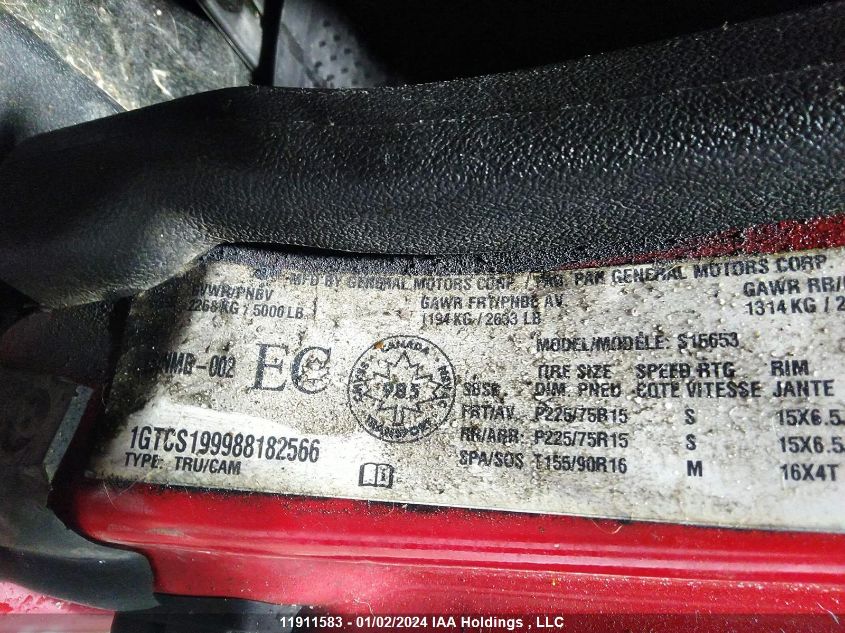 MFD BY GENERAL MOTORS CORP. / FAB. PAR GENERAL MOTORS CORP
GVWR/PNBV
2268 KG / 5000 LB
GAWR FRT/PNBE AV
1194 KG / 2633 LB
GAWR RR/
1314 KG / 2
-002
EC
CANADA
985
TRANSPORT
MODEL/MODÈLE: S15653
TIRE SIZE SPEED RTG RIM
SUSP. DIM. PNEU COTE VITESSE JANTE
FRT/AV. P225/75R15 S 15X6.5
RR/ARR: P225/75R15 S 15X6.5
SPA/SOS T155/90R16 M 16X4T
1GTCS199988182566
TYPE: TRU/CAM
11911583 - 01/02/2024 IAA Holdings , LLC